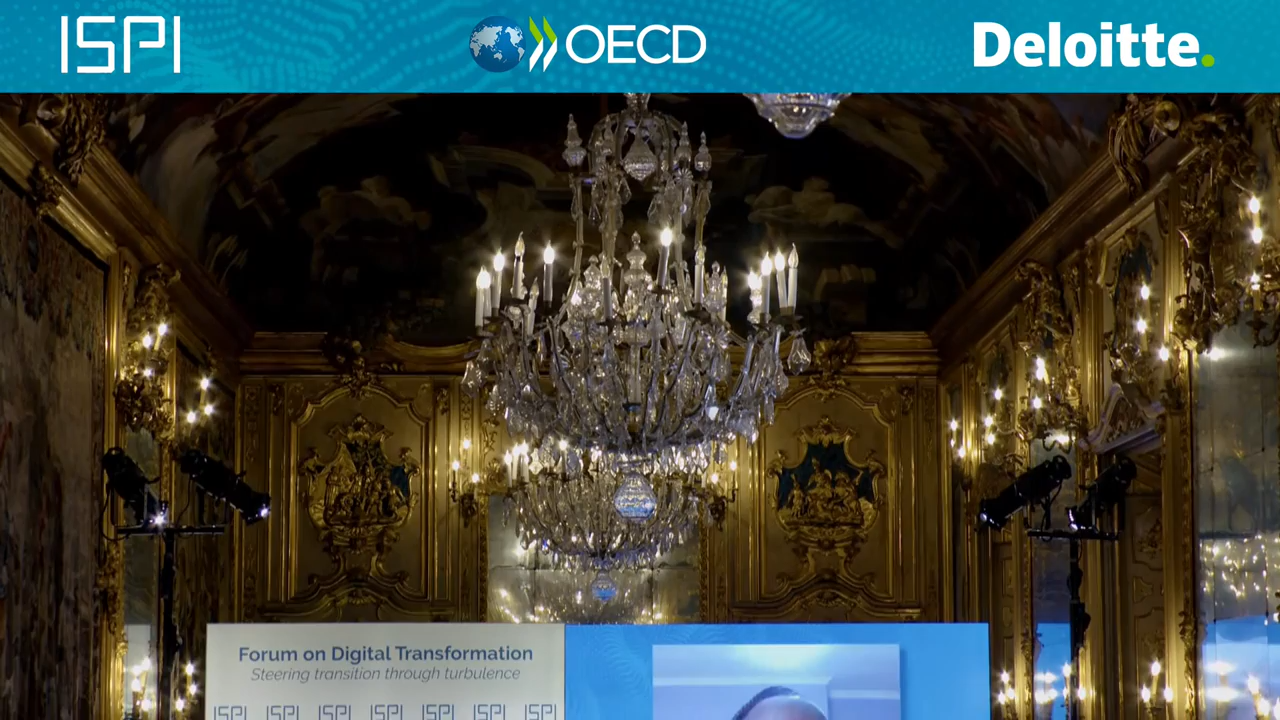 ISPI OECD Deloitte.
Forum on Digital Transformation
Steering transition through turbulence
ISPI ISPI ISPI ISPI ISPI ISPI ISPI